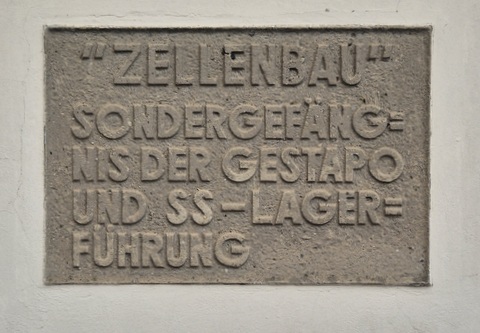 "ZELLENBAU"
SONDERGEFÄNG=
NIS DER GESTAPO
UND SS-LAGER=
FÜHRUNG